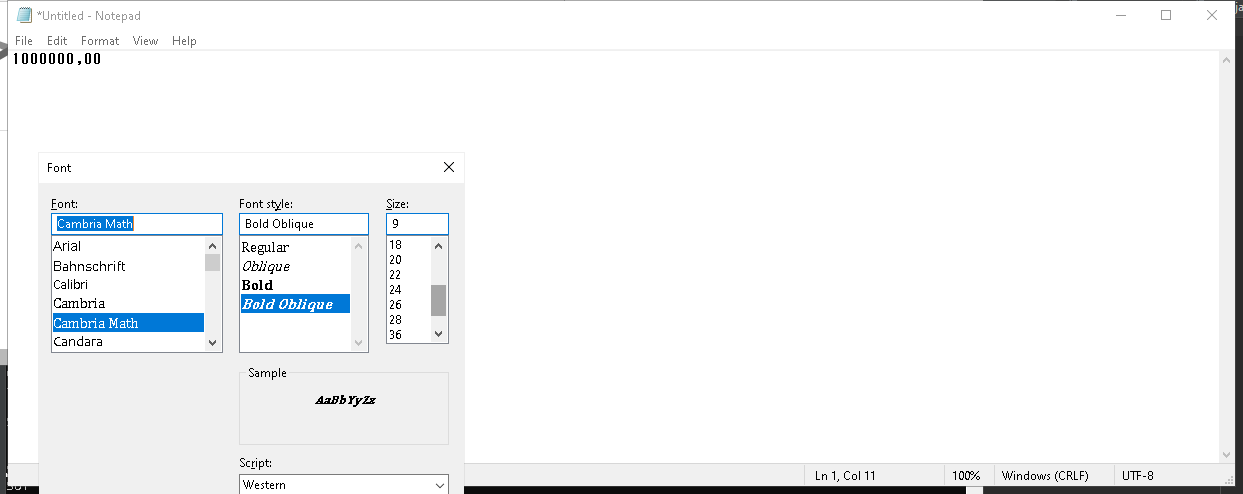 *Untitled - Notepad
File Edit Format View Help
1000000,00
Font
Font: Font style: Size:
Cambria Math Bold Oblique 9
Arial Regular 18
Bahnschrift Oblique 20
Calibri Bold 22
Cambria Bold Oblique 24
Cambria Math 26
Candara 28
36
Sample
AaBbYyZz
Script:
Western
Ln 1, Col 11 100% Windows (CRLF) UTF-8